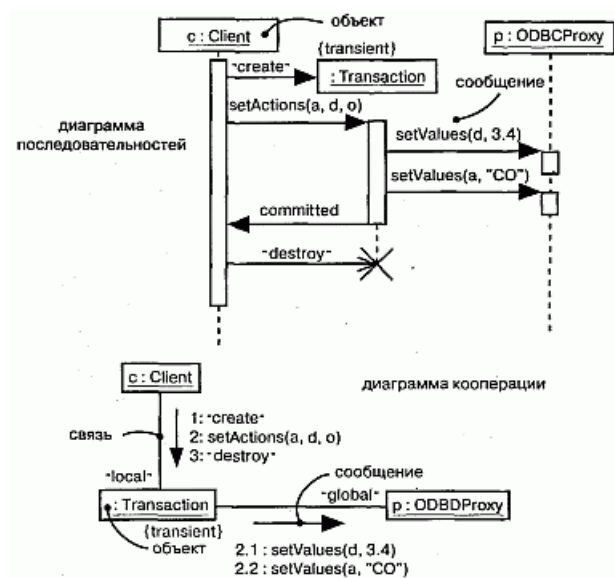 объект
c : Client
{transient}
p : ODBCProxy
"create"
: Transaction
сообщение
setActions(a, d, o)
диаграмма
последовательностей
setValues(d, 3.4)
setValues(a, "CO")
committed
"destroy"
c : Client
диаграмма кооперации
1: "create"
связь
2: setActions(a, d, o)
3: "destroy"
сообщение
"local"
"global"
: Transaction
p : ODBDProxy
{transient}
объект
2.1 : setValues(d, 3.4)
2.2 : setValues(a, "CO")